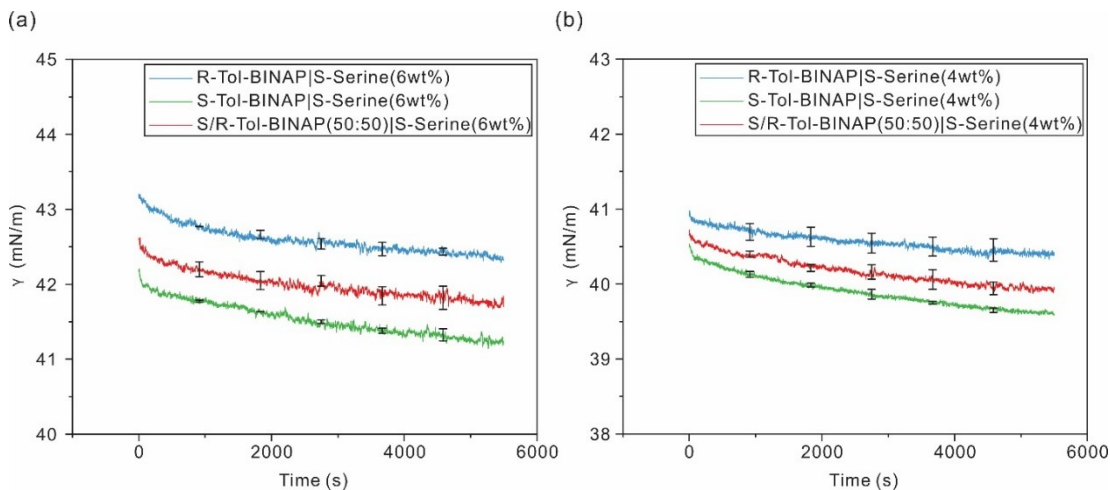 (a)
45
44
43
42
41
40
γ (mN/m)
R-Tol-BINAP|S-Serine(6wt%)
S-Tol-BINAP|S-Serine(6wt%)
S/R-Tol-BINAP(50:50)|S-Serine(6wt%)
0
2000
4000
6000
Time (s)
(b)
43
42
41
40
39
38
γ (mN/m)
R-Tol-BINAP|S-Serine(4wt%)
S-Tol-BINAP|S-Serine(4wt%)
S/R-Tol-BINAP(50:50)|S-Serine(4wt%)
0
2000
4000
6000
Time (s)